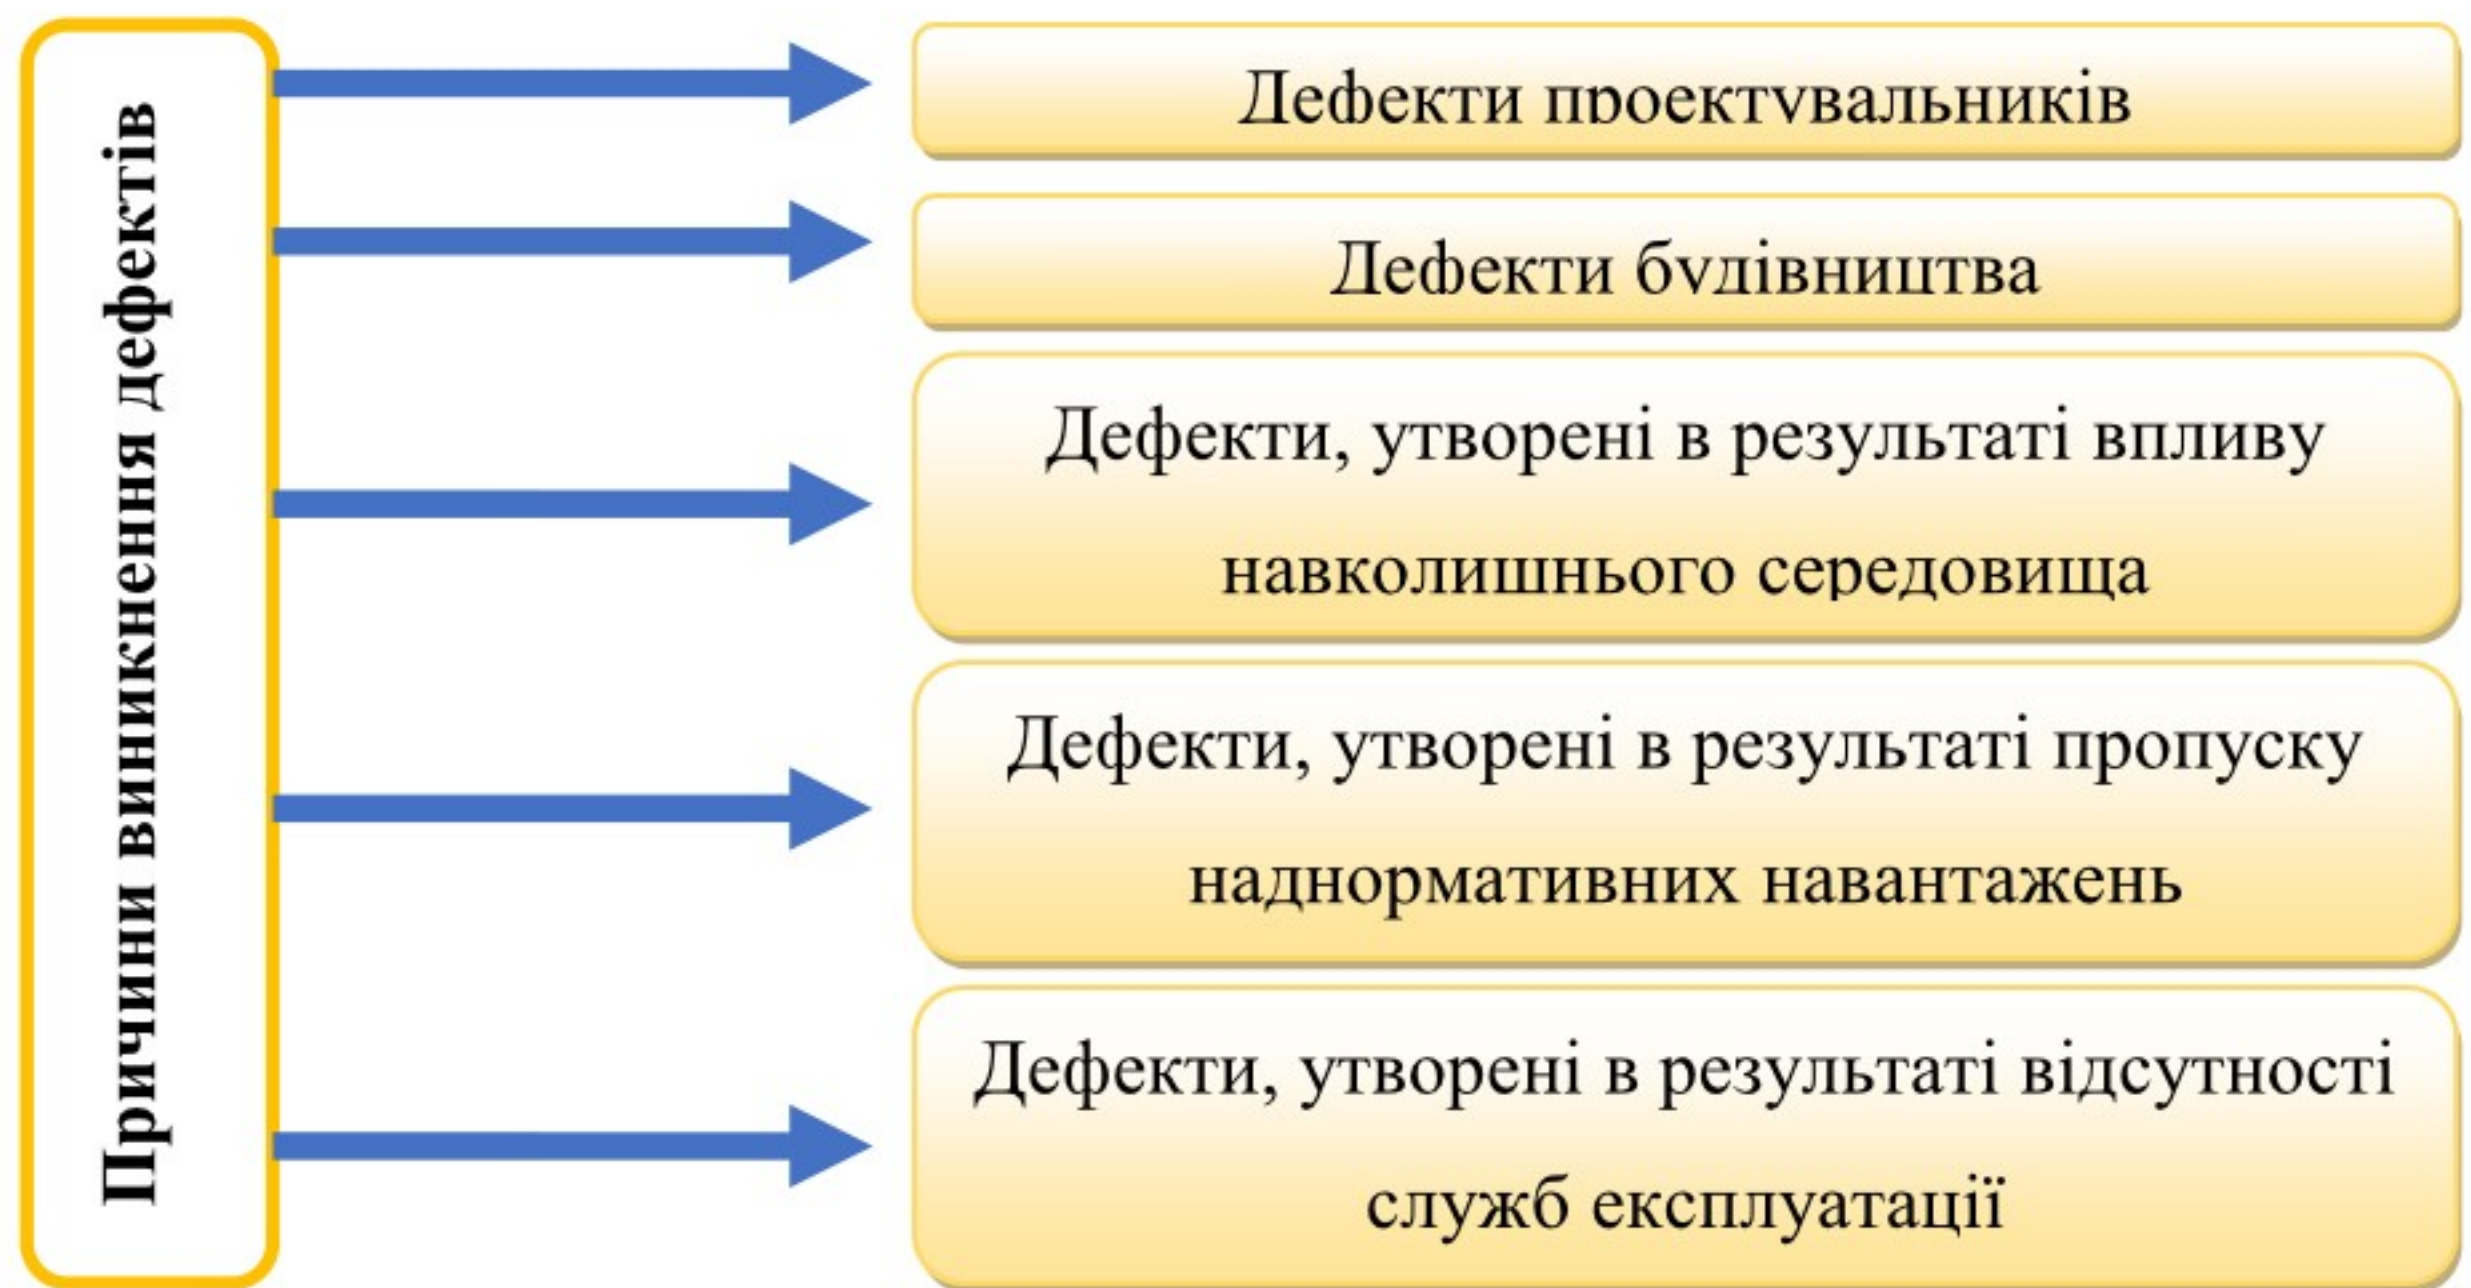 Причини виникнення дефектів
Дефекти проектувальників
Дефекти будівництва
Дефекти, утворені в результаті впливу
навколишнього середовища
Дефекти, утворені в результаті пропуску
наднормативних навантажень
Дефекти, утворені в результаті відсутності
служб експлуатації